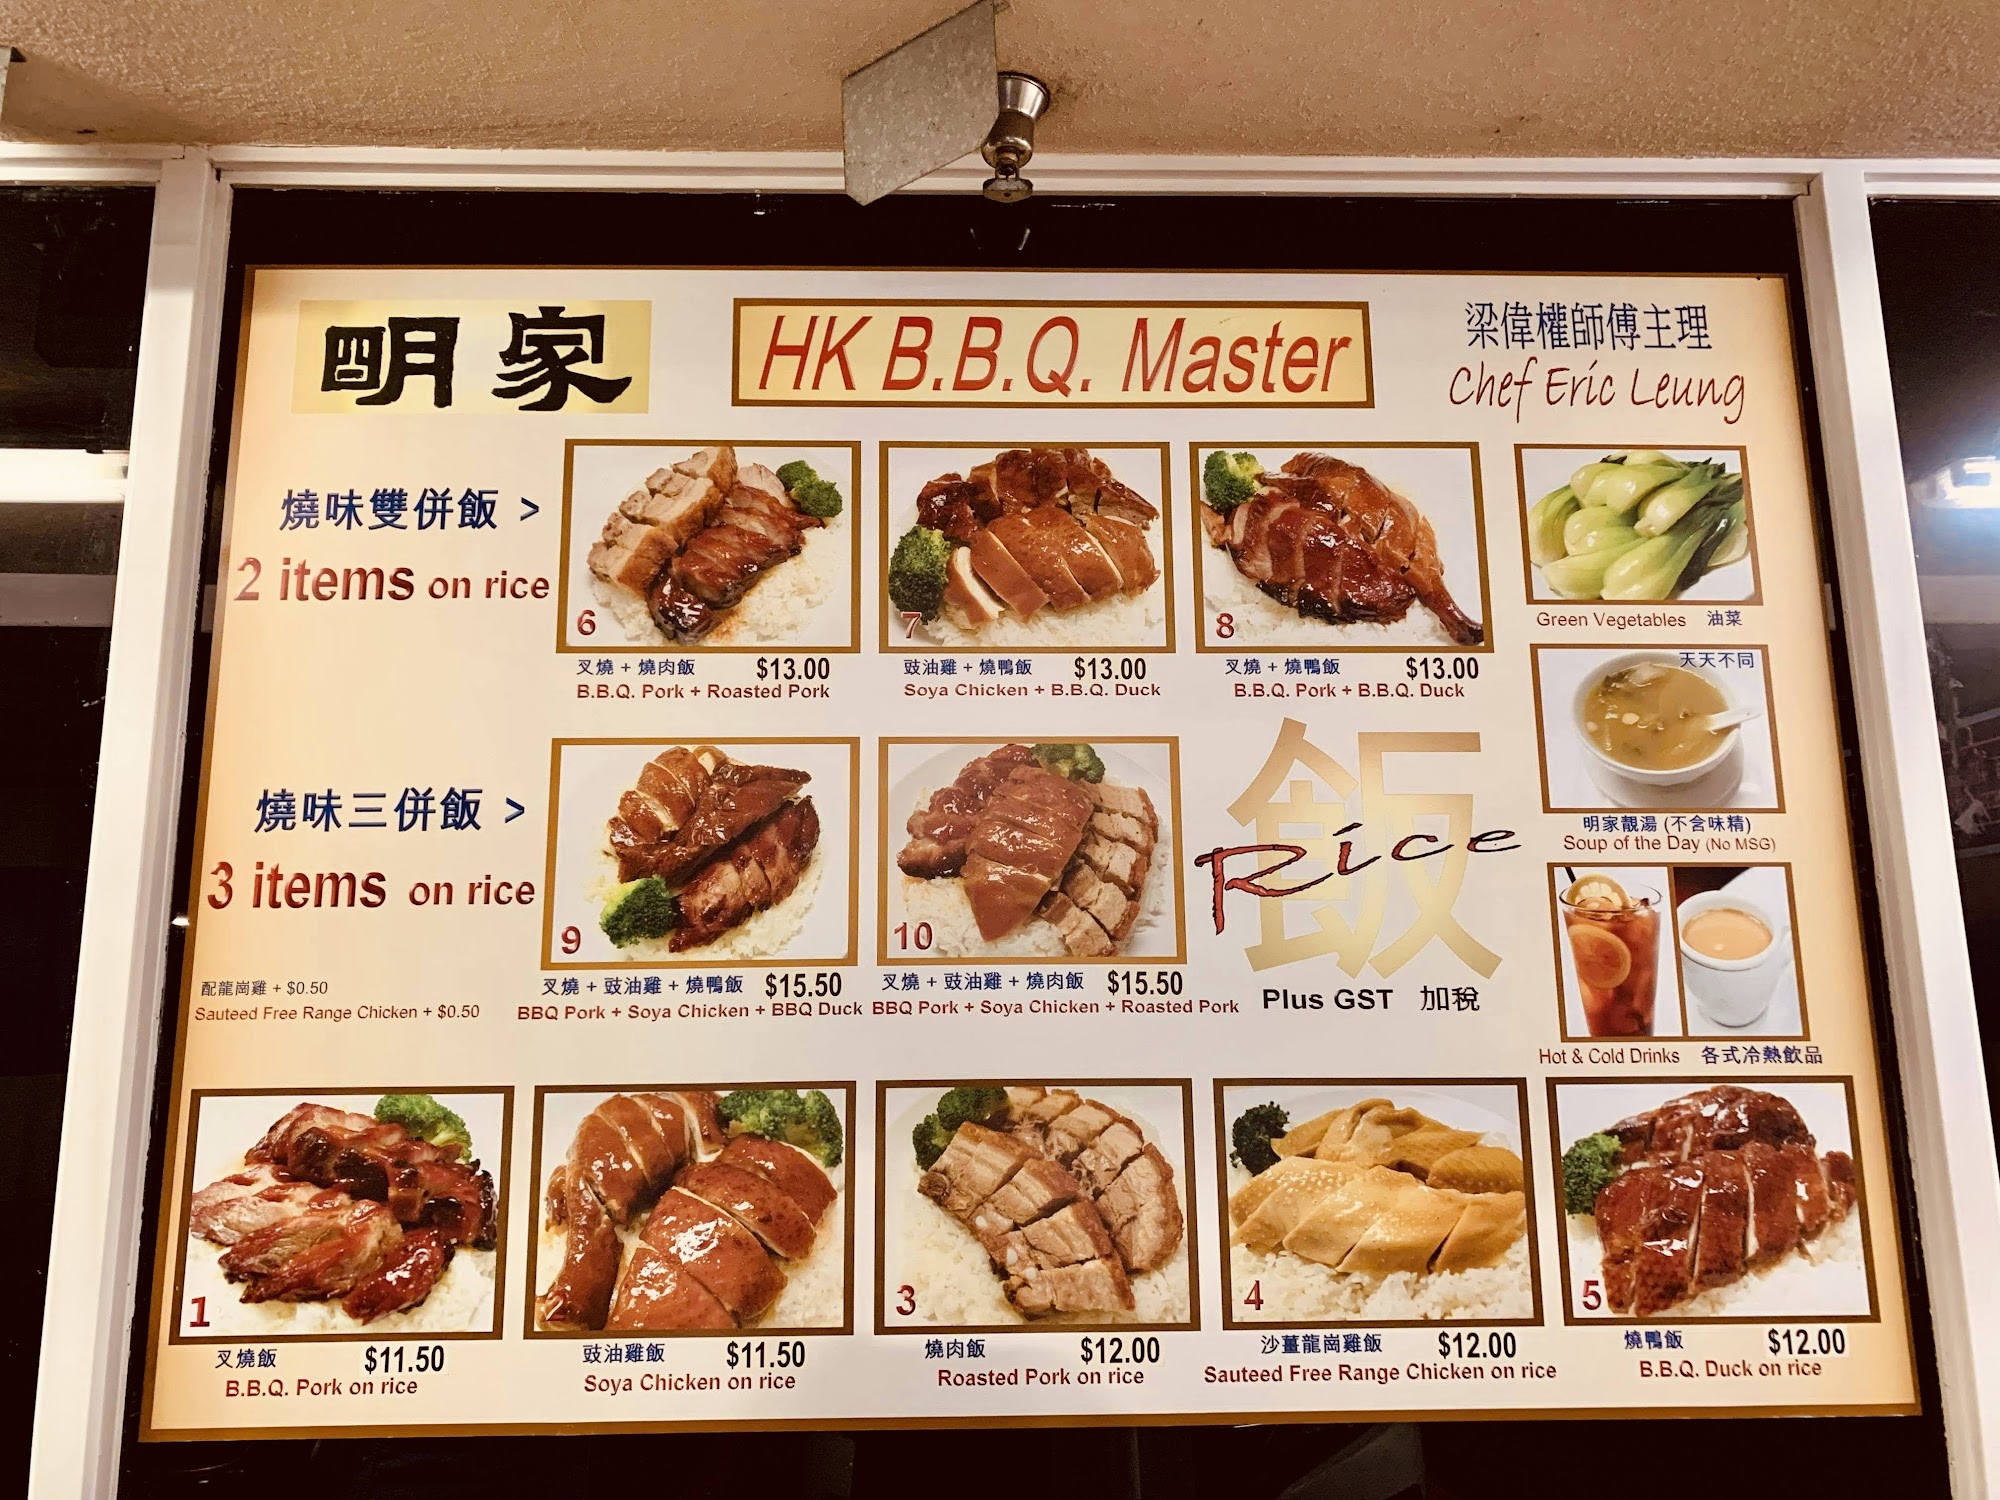 明家
HK B.B.Q. Master
梁偉權師傅主理
Chef Eric Leung
燒味雙併飯 >
2 items on rice
6
叉燒 + 燒肉飯 $13.00
B.B.Q. Pork + Roasted Pork
7
豉油雞 + 燒鴨飯 $13.00
Soya Chicken + B.B.Q. Duck
8
叉燒 + 燒鴨飯 $13.00
B.B.Q. Pork + B.B.Q. Duck
Green Vegetables 油菜
天天不同
明家靚湯 (不含味精)
Soup of the Day (No MSG)
燒味三併飯 >
3 items on rice
配龍崗雞 + $0.50
Sauteed Free Range Chicken + $0.50
9
叉燒 + 豉油雞 + 燒鴨飯 $15.50
BBQ Pork + Soya Chicken + BBQ Duck
10
叉燒 + 豉油雞 + 燒肉飯 $15.50
BBQ Pork + Soya Chicken + Roasted Pork
飯
Rice
Plus GST 加稅
Hot & Cold Drinks 各式冷熱飲品
1
叉燒飯 $11.50
B.B.Q. Pork on rice
2
豉油雞飯 $11.50
Soya Chicken on rice
3
燒肉飯 $12.00
Roasted Pork on rice
4
沙薑龍崗雞飯 $12.00
Sauteed Free Range Chicken on rice
5
燒鴨飯 $12.00
B.B.Q. Duck on rice